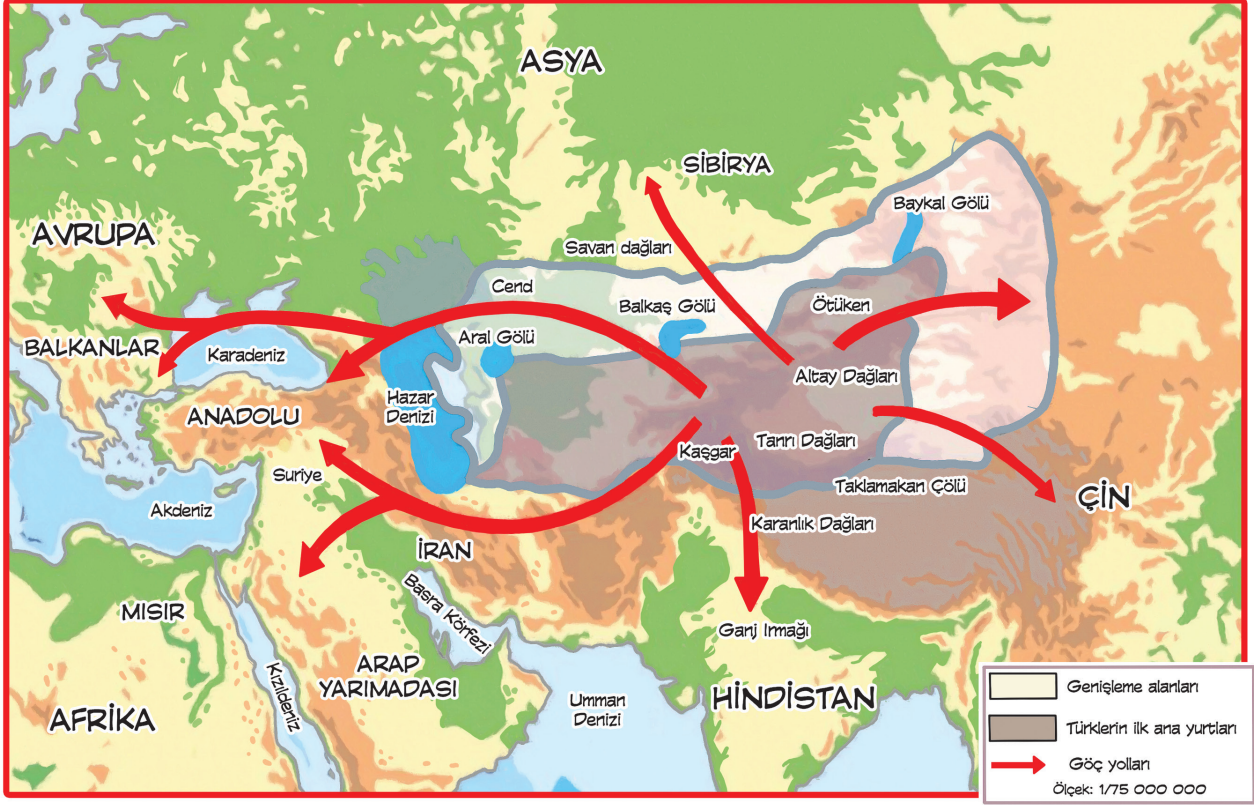 ASYA
SİBİRYA
Baykal Gölü
AVRUPA
Savan dağları
Cend
Balkaş Gölü
Ötüken
Aral Gölü
BALKANLAR
Karadeniz
Altay Dağları
Hazar
Denizi
ANADOLU
Tanrı Dağları
Kaşgar
Suriye
Taklamakan Çölü
ÇİN
Akdeniz
Karanlık Dağları
İRAN
Basra Körfezi
MISIR
Ganj Irmağı
ARAP
YARIMADASI
Kızıldeniz
HİNDİSTAN
Umman
Denizi
AFRİKA
Genişleme alanları
Türklerin ilk ana yurtları
Göç yolları
Ölçek: 1/75 000 000